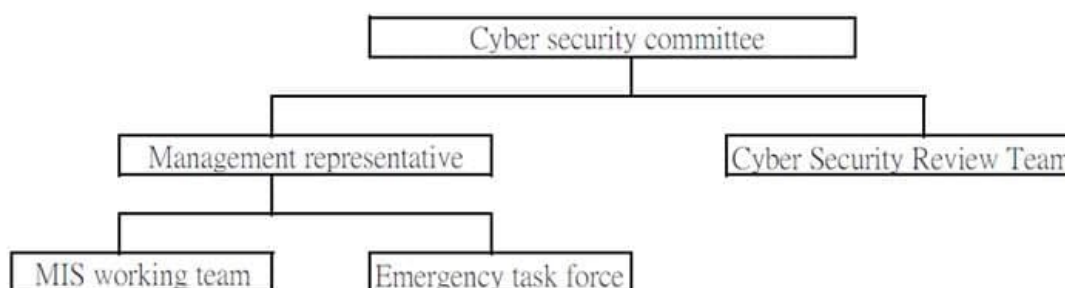 Cyber security committee
Management representative
Cyber Security Review Team
MIS working team
Emergency task force